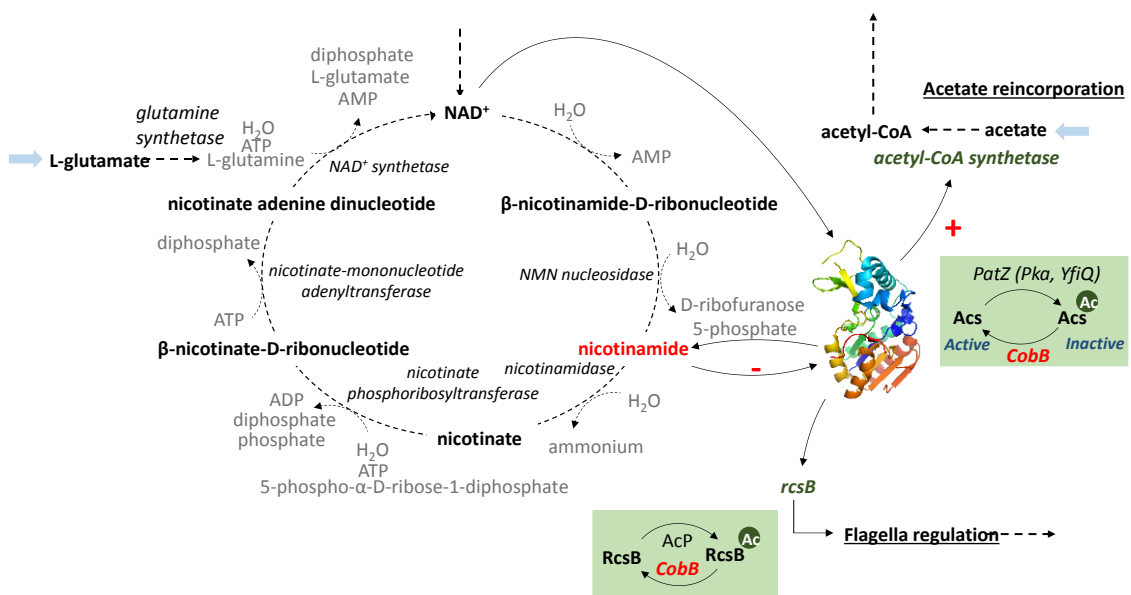 diphosphate
L-glutamate
AMP
NAD⁺
H₂O
AMP
glutamine
synthetase
H₂O
ATP
L-glutamate
L-glutamine
NAD⁺ synetase
nicotinate adenine dinucleotide
β-nicotinamide-D-ribonucleotide
diphosphate
nicotinate-mononucleotide
adenyltransferase
ATP
NMN nucleosidase
H₂O
D-ribofuranose
5-phosphate
β-nicotinate-D-ribonucleotide
nicotinamide
-
nicotinate
phosphoribosyltransferase
nicotinamidase
H₂O
ADP
diphosphate
phosphate
nicotinate
ammonium
H₂O
ATP
5-phospho-α-D-ribose-1-diphosphate
Acetate reincorporation
acetyl-CoA
acetate
acetyl-CoA synthetase
+
PatZ (Pka, YfiQ)
Ac
Acs
Acs
Active
Inactive
CobB
rcsB
Flagella regulation
AcP
Ac
RcsB
RcsB
CobB